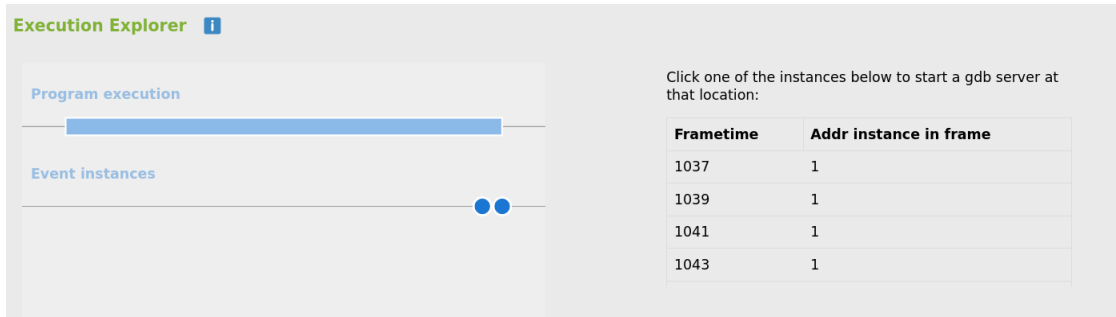 Execution Explorer i
Program execution
Event instances
Click one of the instances below to start a gdb server at
that location:
Frametime Addr instance in frame
1037 1
1039 1
1041 1
1043 1